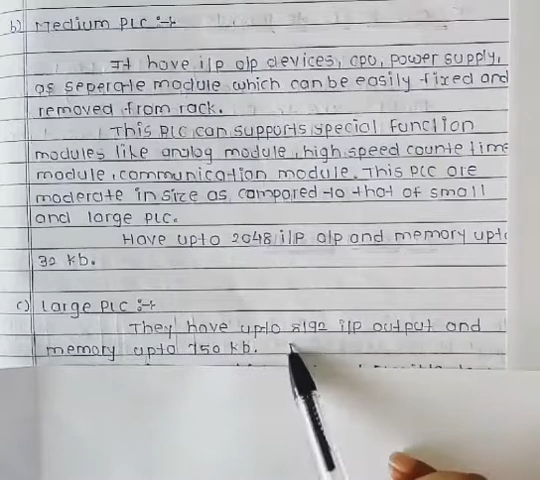 b) Medium PLC :-
It have i/p o/p devices, cpu, power supply,
as seperate module which can be easily fixed and
removed from rack.
This PLC can supports special function
modules like analog module, high speed counte time
module, communication module. This PLC are
moderate in size as compared to that of small
and large PLC.
Have upto 2048 i/p o/p and memory upto
32 kb.
c) Large PLC :-
They have upto 8192 i/p output and
memory upto 750 kb.